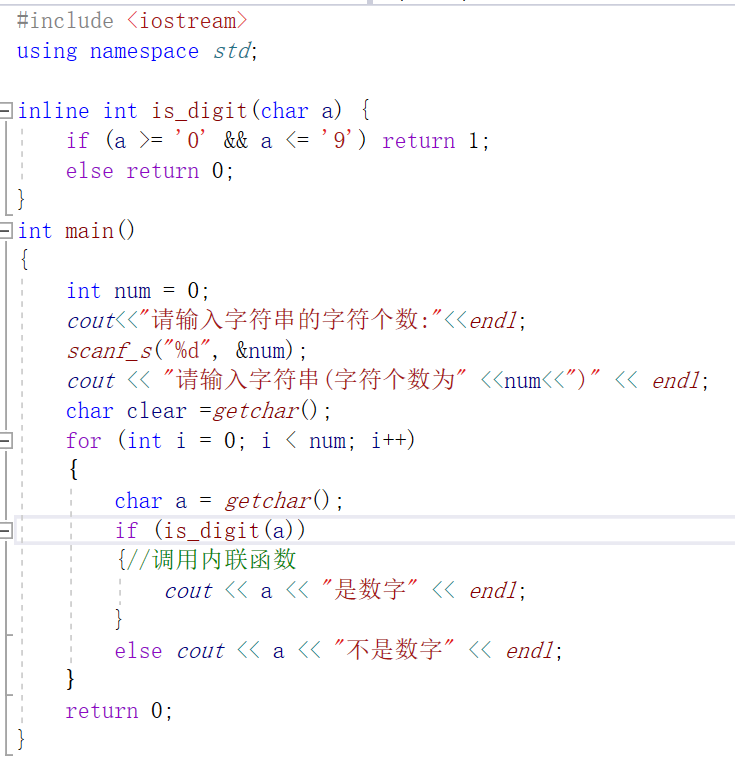 #include <iostream>
using namespace std;
inline int is_digit(char a) {
if (a >= '0' && a <= '9') return 1;
else return 0;
}
int main()
{
int num = 0;
cout<<"请输入字符串的字符个数:"<<endl;
scanf_s("%d", &num);
cout << "请输入字符串(字符个数为" <<num<<")" << endl;
char clear =getchar();
for (int i = 0; i < num; i++)
{
char a = getchar();
if (is_digit(a))
{//调用内联函数
cout << a << "是数字" << endl;
}
else cout << a << "不是数字" << endl;
}
return 0;
}